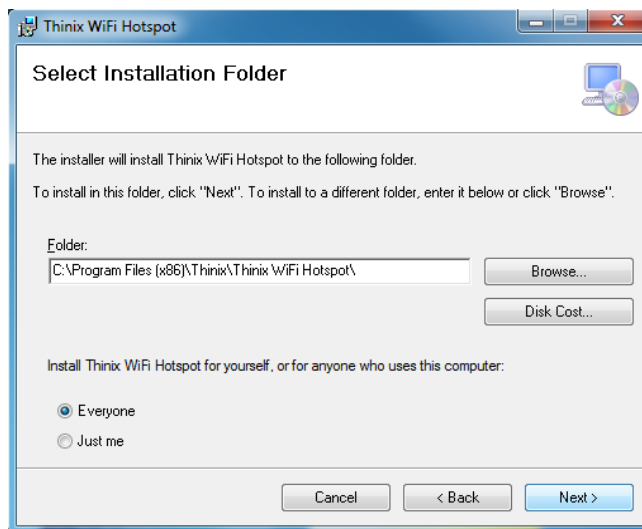 Thinix WiFi Hotspot
Select Installation Folder
The installer will install Thinix WiFi Hotspot to the following folder.
To install in this folder, click "Next". To install to a different folder, enter it below or click "Browse".
Folder:
C:\Program Files (x86)\Thinix\Thinix WiFi Hotspot\
Browse...
Disk Cost...
Install Thinix WiFi Hotspot for yourself, or for anyone who uses this computer:
Everyone
Just me
Cancel
< Back
Next >